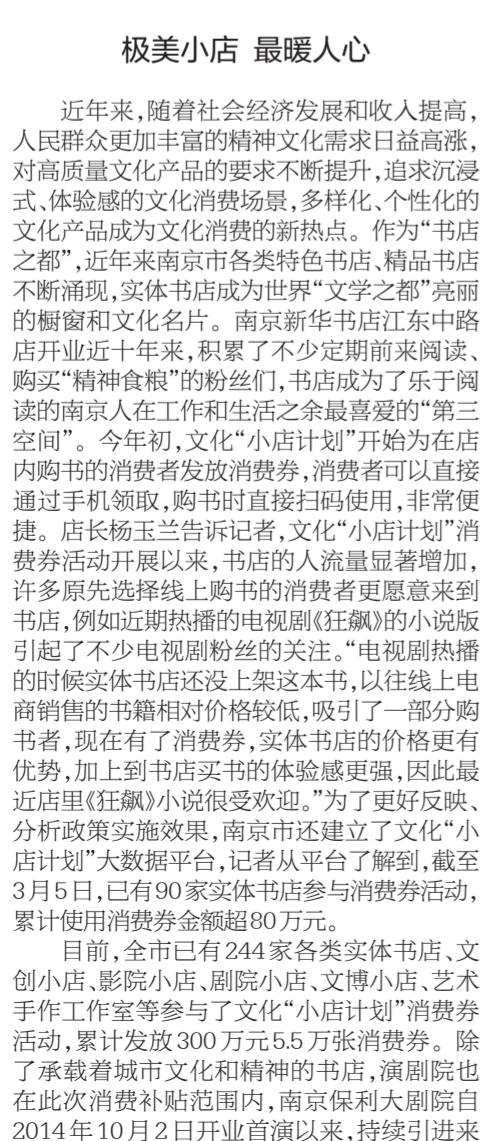 极美小店 最暖人心
近年来,随着社会经济发展和收入提高,
人民群众更加丰富的精神文化需求日益高涨,
对高质量文化产品的要求不断提升,追求沉浸
式、体验感的文化消费场景,多样化、个性化的
文化产品成为文化消费的新热点。作为“书店
之都”,近年来南京市各类特色书店、精品书店
不断涌现,实体书店成为世界“文学之都”亮丽
的橱窗和文化名片。南京新华书店江东中路
店开业近十年来,积累了不少定期前来阅读、
购买“精神食粮”的粉丝们,书店成为了乐于阅
读的南京人在工作和生活之余最喜爱的“第三
空间”。今年初,文化“小店计划”开始为在店
内购书的消费者发放消费券,消费者可以直接
通过手机领取,购书时直接扫码使用,非常便
捷。店长杨玉兰告诉记者,文化“小店计划”消
费券活动开展以来,书店的人流量显著增加,
许多原先选择线上购书的消费者更愿意来到
书店,例如近期热播的电视剧《狂飙》的小说版
引起了不少电视剧粉丝的关注。“电视剧热播
的时候实体书店还没上架这本书,以往线上电
商销售的书籍相对价格较低,吸引了一部分购
书者,现在有了消费券,实体书店的价格更有
优势,加上到书店买书的体验感更强,因此最
近店里《狂飙》小说很受欢迎。”为了更好反映、
分析政策实施效果,南京市还建立了文化“小
店计划”大数据平台,记者从平台了解到,截至
3月5日,已有90家实体书店参与消费券活动,
累计使用消费券金额超80万元。
目前,全市已有244家各类实体书店、文
创小店、影院小店、剧院小店、文博小店、艺术
手作工作室等参与了文化“小店计划”消费券
活动,累计发放300万元5.5万张消费券。除
了承载着城市文化和精神的书店,演剧院也
在此次消费补贴范围内,南京保利大剧院自
2014年10月2日开业首演以来,持续引进来